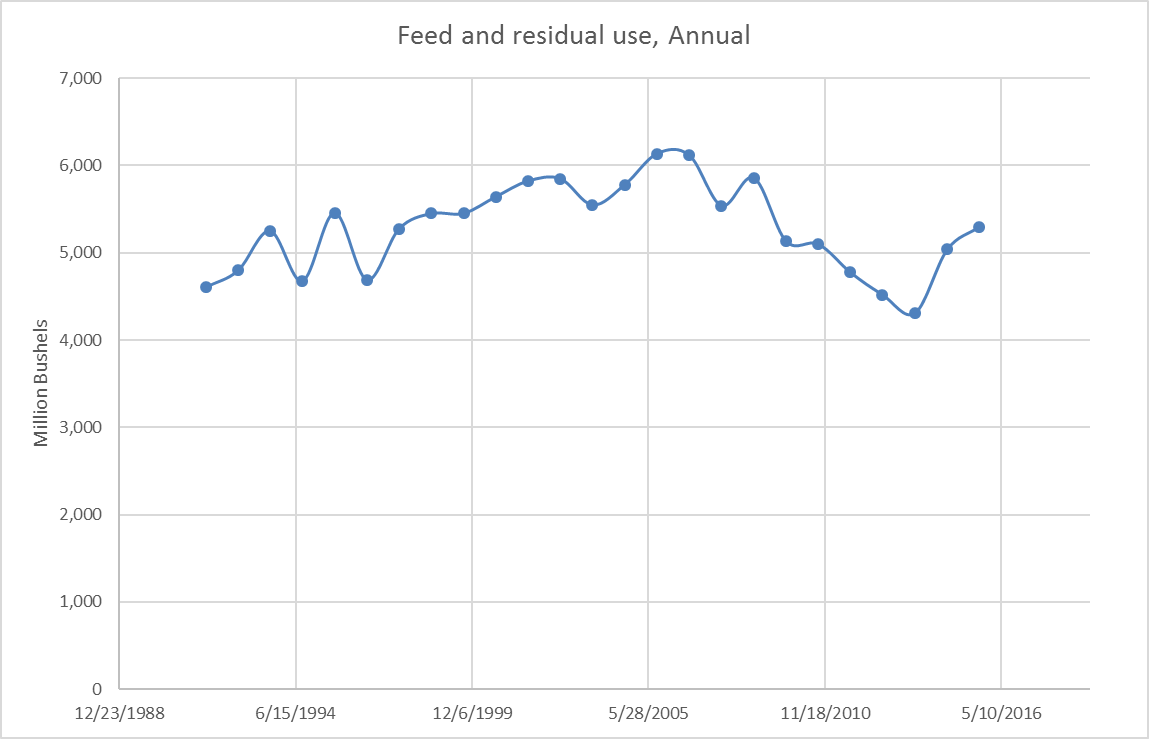 Feed and residual use, Annual
Million Bushels
7,000
6,000
5,000
4,000
3,000
2,000
1,000
0
12/23/1988 6/15/1994 12/6/1999 5/28/2005 11/18/2010 5/10/2016